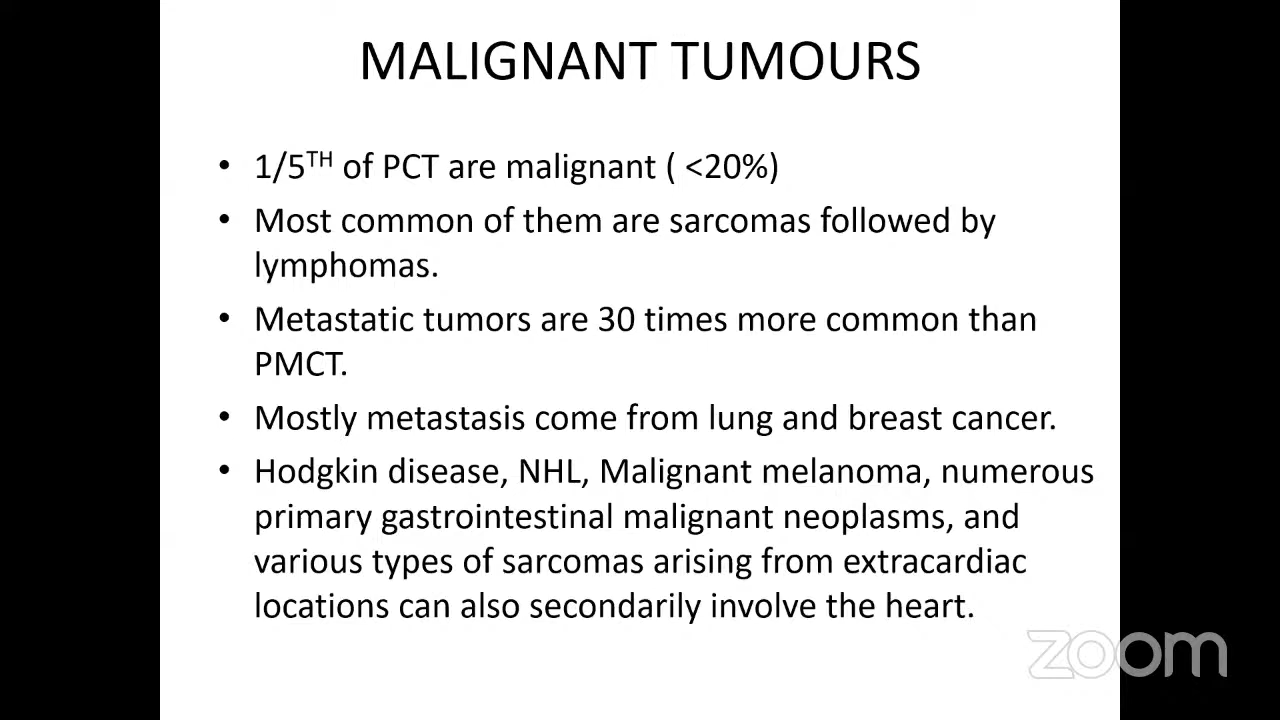 MALIGNANT TUMOURS
• 1/5TH of PCT are malignant ( <20%)
• Most common of them are sarcomas followed by
lymphomas.
• Metastatic tumors are 30 times more common than
PMCT.
• Mostly metastasis come from lung and breast cancer.
• Hodgkin disease, NHL, Malignant melanoma, numerous
primary gastrointestinal malignant neoplasms, and
various types of sarcomas arising from extracardiac
locations can also secondarily involve the heart.
zoom